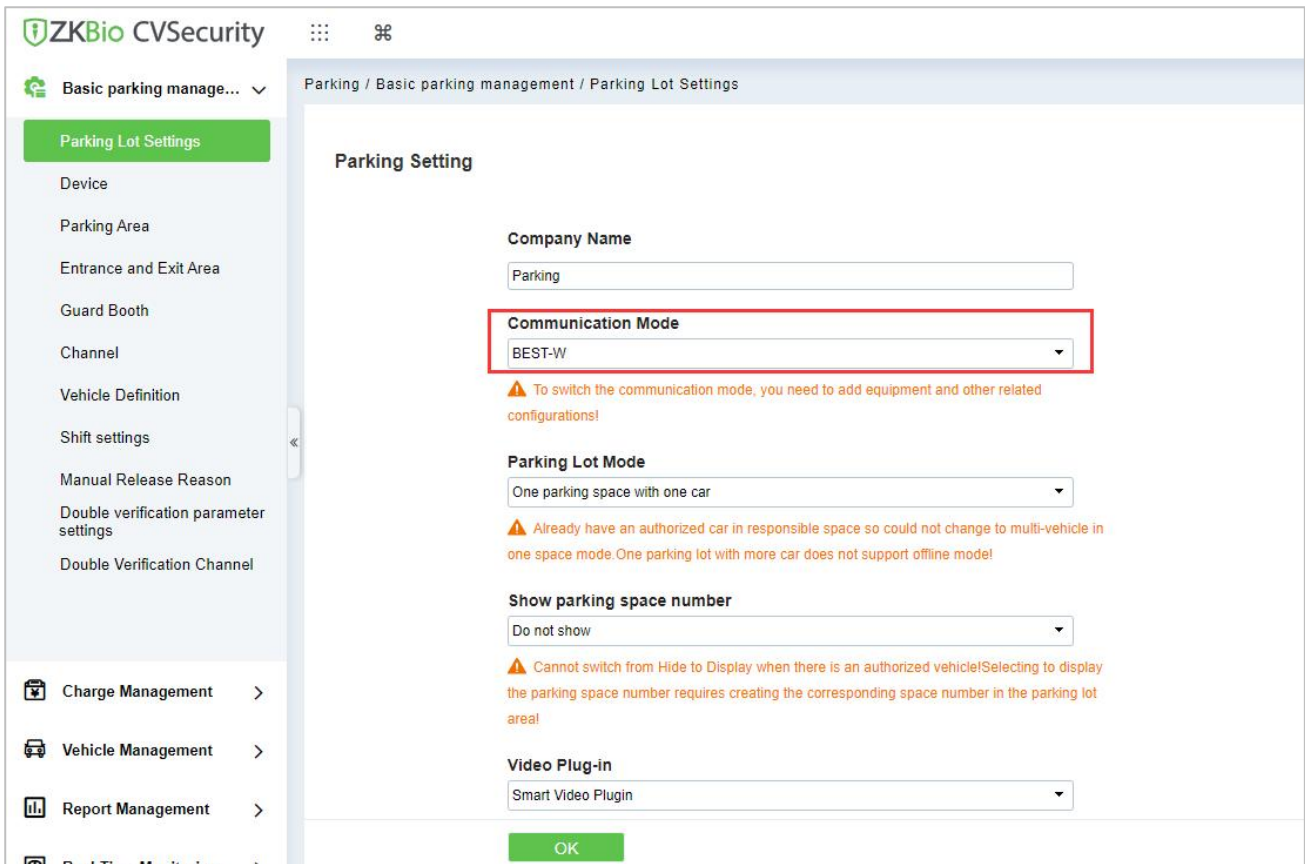 ZKBio CVSecurity
Basic parking manage...
Parking Lot Settings
Device
Parking Area
Entrance and Exit Area
Guard Booth
Channel
Vehicle Definition
Shift settings
Manual Release Reason
Double verification parameter
settings
Double Verification Channel
Charge Management
Vehicle Management
Report Management
Parking / Basic parking management / Parking Lot Settings
Parking Setting
Company Name
Parking
Communication Mode
BEST-W
To switch the communication mode, you need to add equipment and other related
configurations!
Parking Lot Mode
One parking space with one car
Already have an authorized car in responsible space so could not change to multi-vehicle in
one space mode.One parking lot with more car does not support offline mode!
Show parking space number
Do not show
Cannot switch from Hide to Display when there is an authorized vehicle!Selecting to display
the parking space number requires creating the corresponding space number in the parking lot
area!
Video Plug-in
Smart Video Plugin
OK